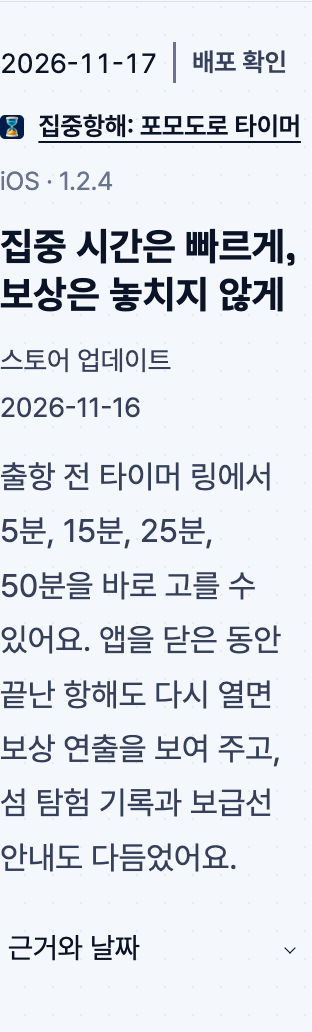 2026-11-17 배포 확인
집중항해: 포모도로 타이머
iOS · 1.2.4
집중 시간은 빠르게,
보상은 놓치지 않게
스토어 업데이트
2026-11-16
출항 전 타이머 링에서
5분, 15분, 25분,
50분을 바로 고를 수
있어요. 앱을 닫은 동안
끝난 항해도 다시 열면
보상 연출을 보여 주고,
섬 탐험 기록과 보급선
안내도 다듬었어요.
근거와 날짜